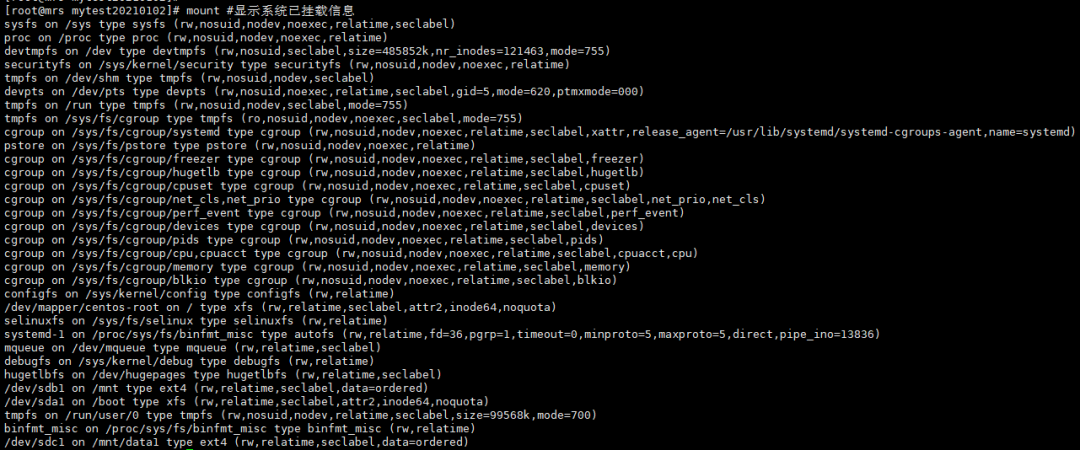 [root@mrs mytest20210102]# mount #显示系统已挂载信息
sysfs on /sys type sysfs (rw,nosuid,nodev,noexec,relatime,seclabel)
proc on /proc type proc (rw,nosuid,nodev,noexec,relatime)
devtmpfs on /dev type devtmpfs (rw,nosuid,seclabel,size=485852k,nr_inodes=121463,mode=755)
securityfs on /sys/kernel/security type securityfs (rw,nosuid,nodev,noexec,relatime)
tmpfs on /dev/shm type tmpfs (rw,nosuid,nodev,seclabel)
devpts on /dev/pts type devpts (rw,nosuid,noexec,relatime,seclabel,gid=5,mode=620,ptmxmode=000)
tmpfs on /run type tmpfs (rw,nosuid,nodev,seclabel,mode=755)
tmpfs on /sys/fs/cgroup type tmpfs (ro,nosuid,nodev,noexec,seclabel,mode=755)
cgroup on /sys/fs/cgroup/systemd type cgroup (rw,nosuid,nodev,noexec,relatime,seclabel,xattr,release_agent=/usr/lib/systemd/systemd-cgroups-agent,name=systemd)
pstore on /sys/fs/pstore type pstore (rw,nosuid,nodev,noexec,relatime)
cgroup on /sys/fs/cgroup/freezer type cgroup (rw,nosuid,nodev,noexec,relatime,seclabel,freezer)
cgroup on /sys/fs/cgroup/hugetlb type cgroup (rw,nosuid,nodev,noexec,relatime,seclabel,hugetlb)
cgroup on /sys/fs/cgroup/cpuset type cgroup (rw,nosuid,nodev,noexec,relatime,seclabel,cpuset)
cgroup on /sys/fs/cgroup/net_cls,net_prio type cgroup (rw,nosuid,nodev,noexec,relatime,seclabel,net_prio,net_cls)
cgroup on /sys/fs/cgroup/perf_event type cgroup (rw,nosuid,nodev,noexec,relatime,seclabel,perf_event)
cgroup on /sys/fs/cgroup/devices type cgroup (rw,nosuid,nodev,noexec,relatime,seclabel,devices)
cgroup on /sys/fs/cgroup/pids type cgroup (rw,nosuid,nodev,noexec,relatime,seclabel,pids)
cgroup on /sys/fs/cgroup/cpu,cpuacct type cgroup (rw,nosuid,nodev,noexec,relatime,seclabel,cpuacct,cpu)
cgroup on /sys/fs/cgroup/memory type cgroup (rw,nosuid,nodev,noexec,relatime,seclabel,memory)
cgroup on /sys/fs/cgroup/blkio type cgroup (rw,nosuid,nodev,noexec,relatime,seclabel,blkio)
configfs on /sys/kernel/config type configfs (rw,relatime)
/dev/mapper/centos-root on / type xfs (rw,relatime,seclabel,attr2,inode64,noquota)
selinuxfs on /sys/fs/selinux type selinuxfs (rw,relatime)
systemd-1 on /proc/sys/fs/binfmt_misc type autofs (rw,relatime,fd=36,pgrp=1,timeout=0,minproto=5,maxproto=5,direct,pipe_ino=13836)
mqueue on /dev/mqueue type mqueue (rw,relatime,seclabel)
debugfs on /sys/kernel/debug type debugfs (rw,relatime)
hugetlbfs on /dev/hugepages type hugetlbfs (rw,relatime,seclabel)
/dev/sdb1 on /mnt type ext4 (rw,relatime,seclabel,data=ordered)
/dev/sda1 on /boot type xfs (rw,relatime,seclabel,attr2,inode64,noquota)
tmpfs on /run/user/0 type tmpfs (rw,nosuid,nodev,relatime,seclabel,size=99568k,mode=700)
binfmt_misc on /proc/sys/fs/binfmt_misc type binfmt_misc (rw,relatime)
/dev/sdc1 on /mnt/data1 type ext4 (rw,relatime,seclabel,data=ordered)